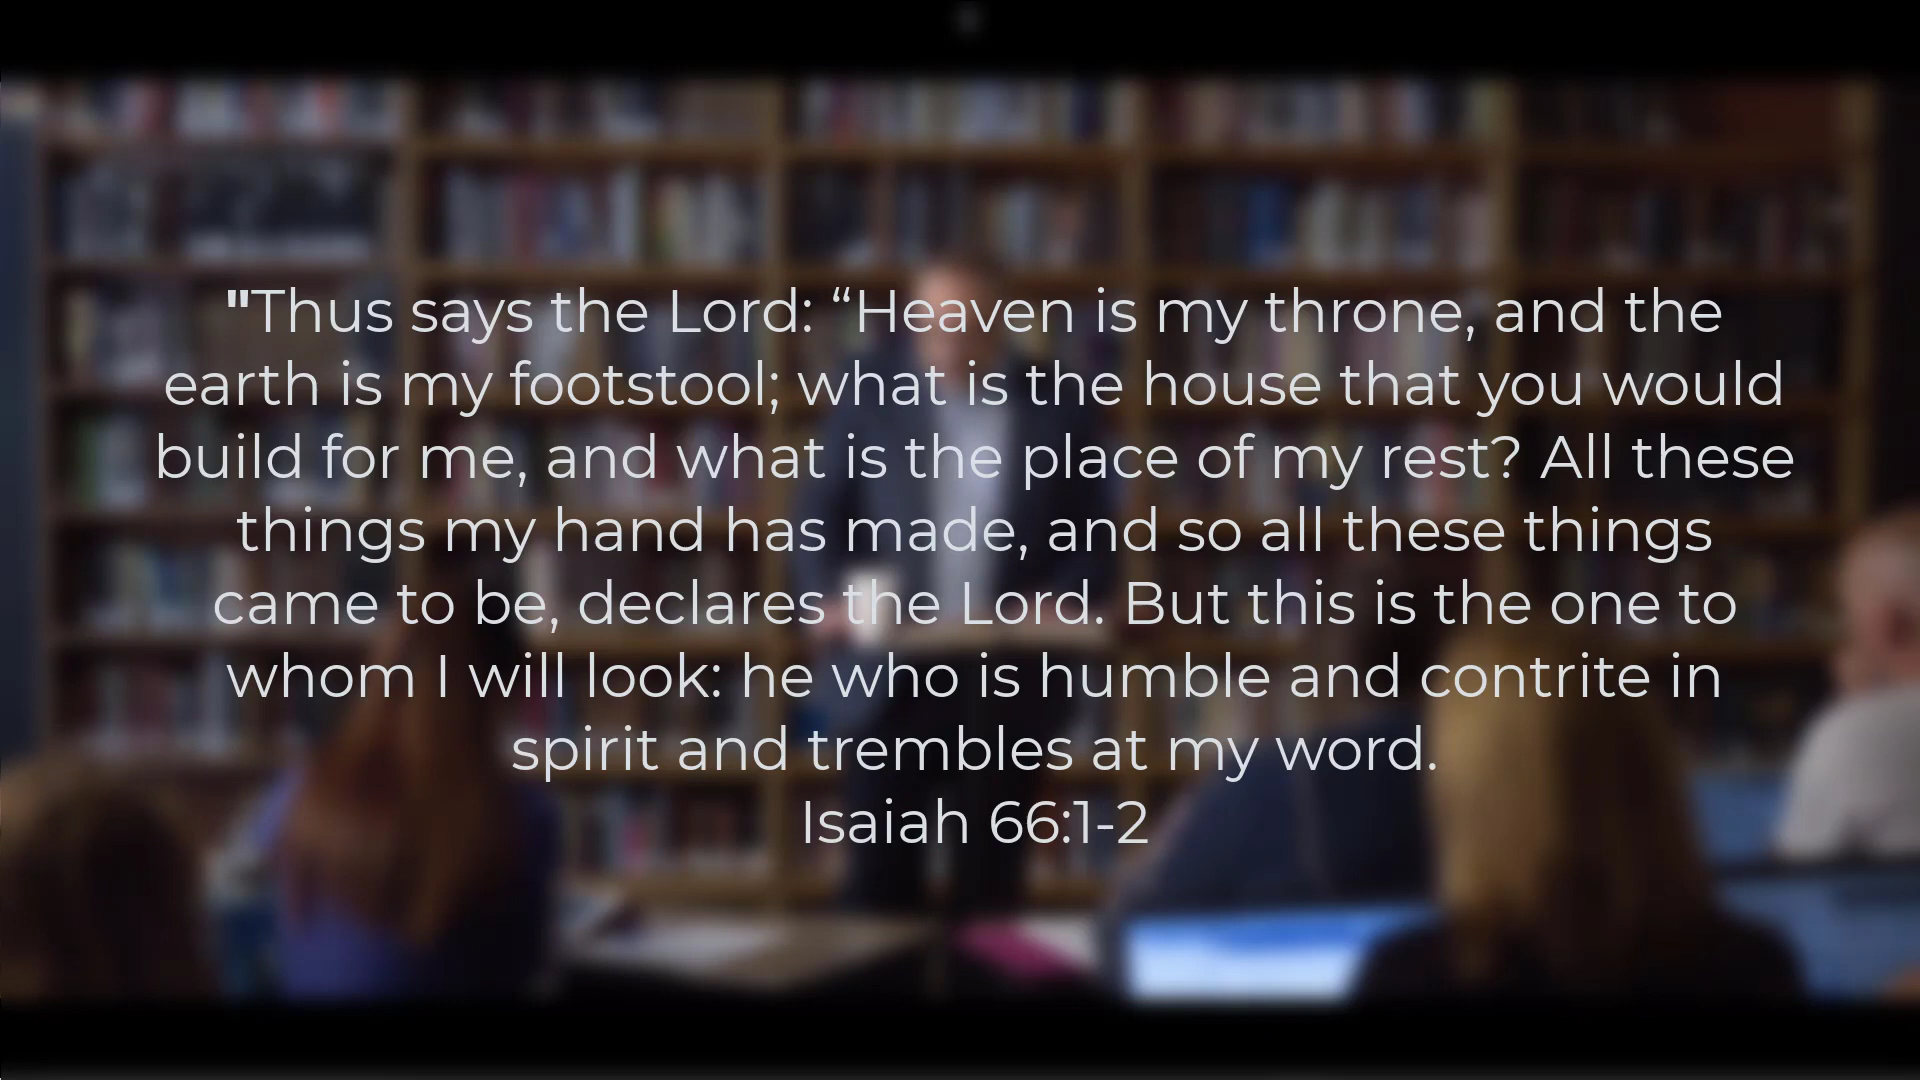 "Thus says the Lord: “Heaven is my throne, and the
earth is my footstool; what is the house that you would
build for me, and what is the place of my rest? All these
things my hand has made, and so all these things
came to be, declares the Lord. But this is the one to
whom I will look: he who is humble and contrite in
spirit and trembles at my word.
Isaiah 66:1-2